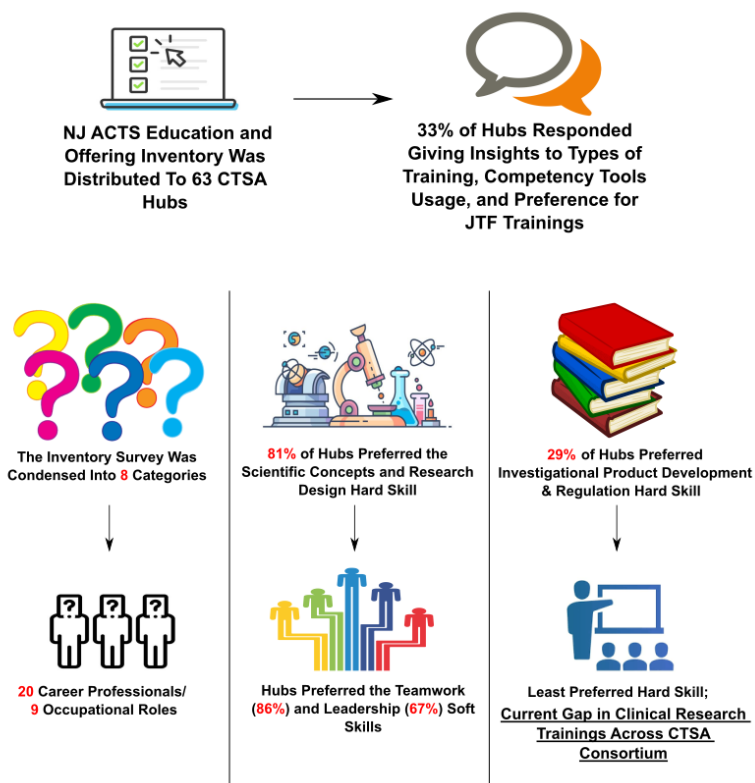 NJ ACTS Education and
Offering Inventory Was
Distributed To 63 CTSA
Hubs
33% of Hubs Responded
Giving Insights to Types of
Training, Competency Tools
Usage, and Preference for
JTF Trainings
The Inventory Survey Was
Condensed Into 8 Categories
? ? ?
20 Career Professionals/
9 Occupational Roles
81% of Hubs Preferred the
Scientific Concepts and Research
Design Hard Skill
Hubs Preferred the Teamwork
(86%) and Leadership (67%) Soft
Skills
29% of Hubs Preferred
Investigational Product Development
& Regulation Hard Skill
Least Preferred Hard Skill;
Current Gap in Clinical Research
Trainings Across CTSA
Consortium